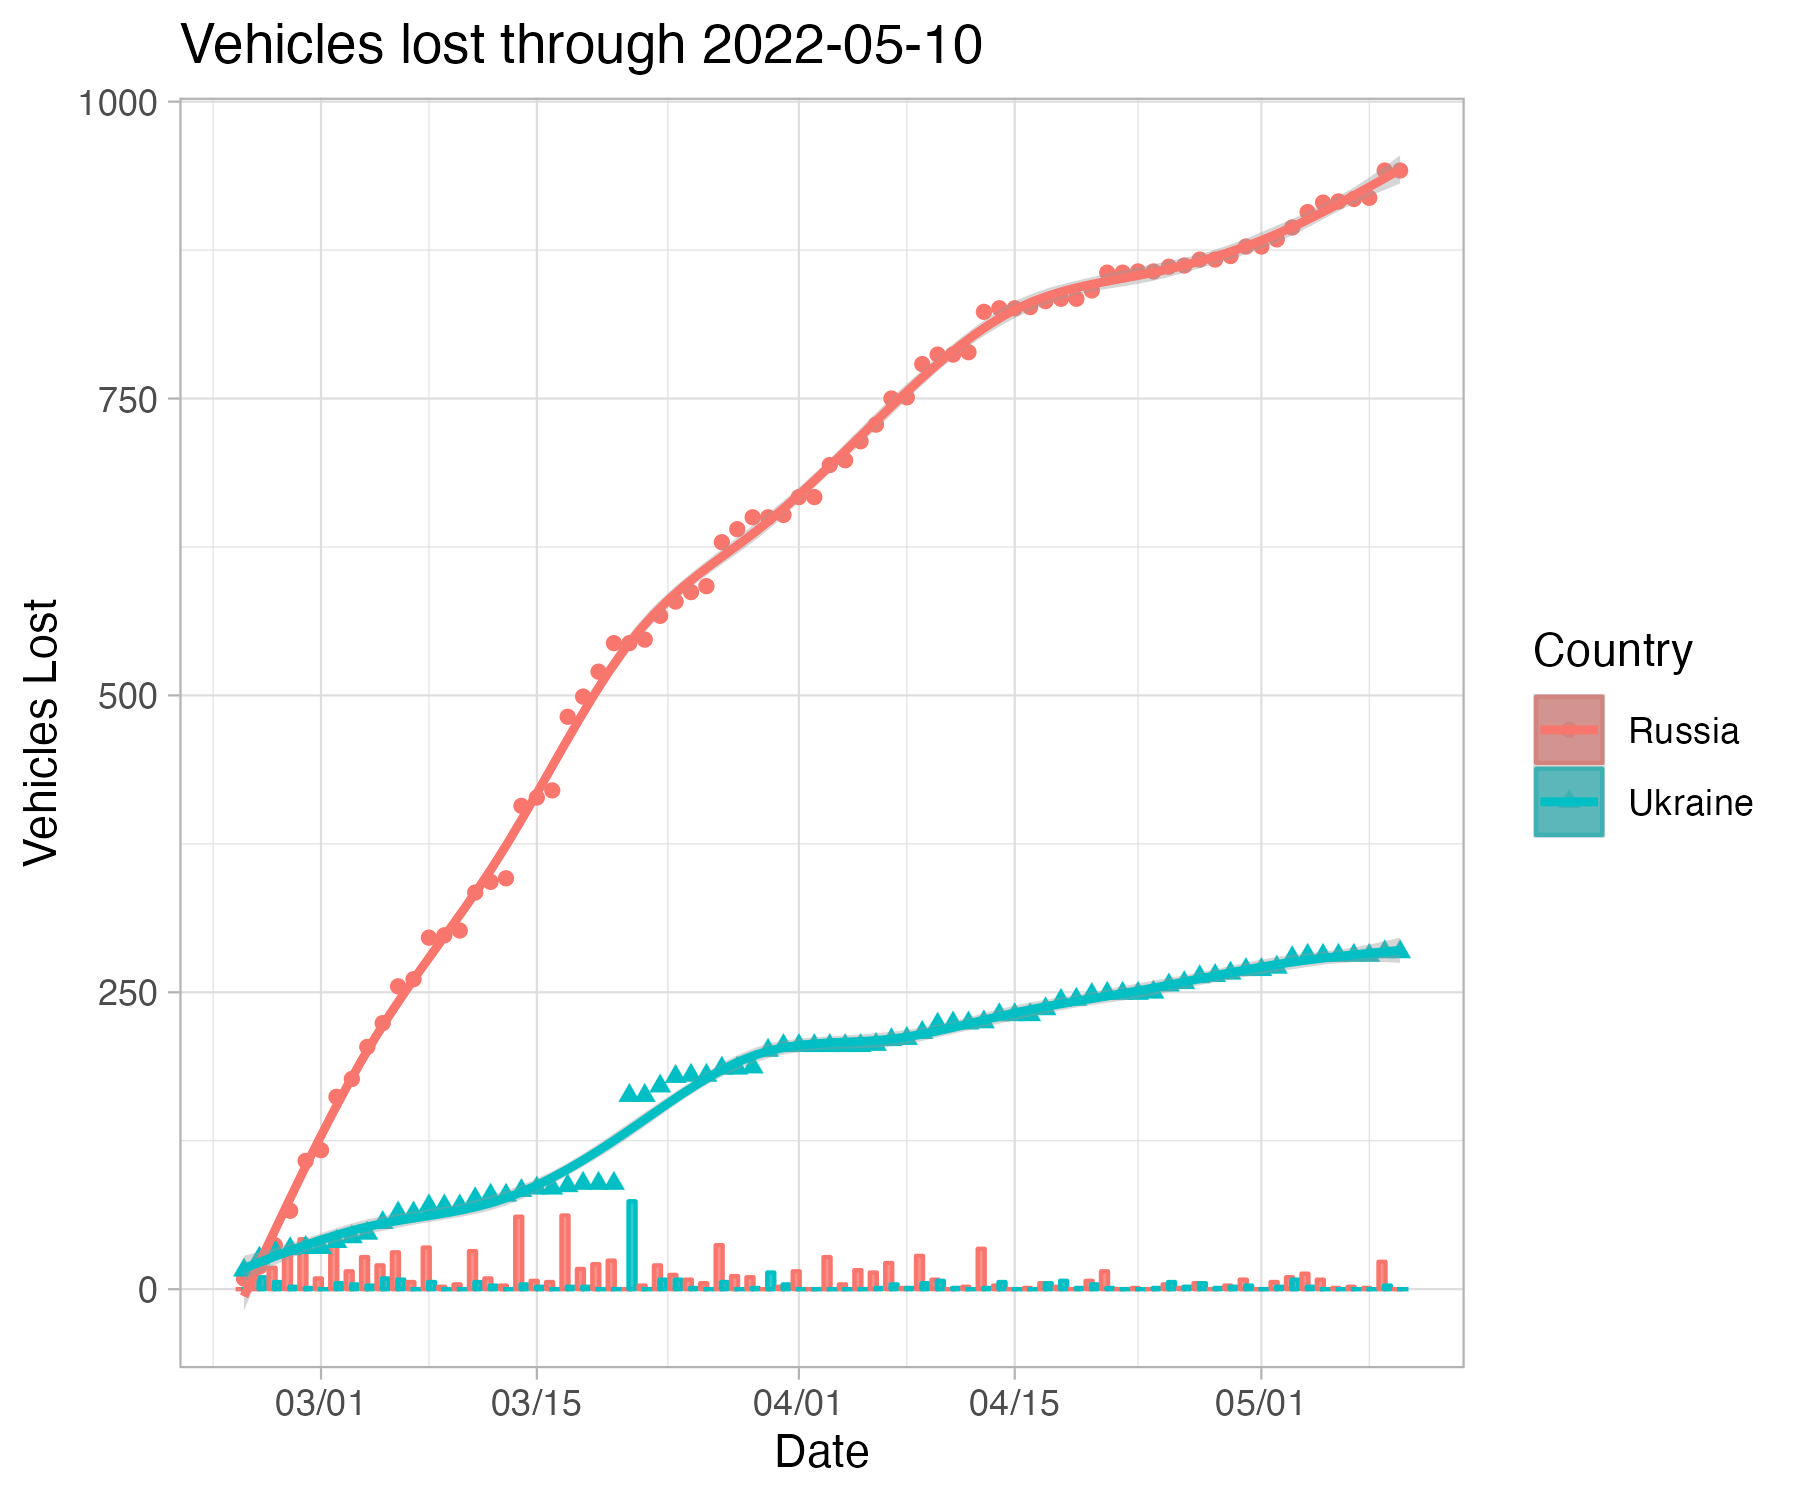 Vehicles lost through 2022-05-10
Vehicles Lost
1000
750
500
250
0
03/01 03/15 04/01 04/15 05/01
Date
Country
Russia
Ukraine